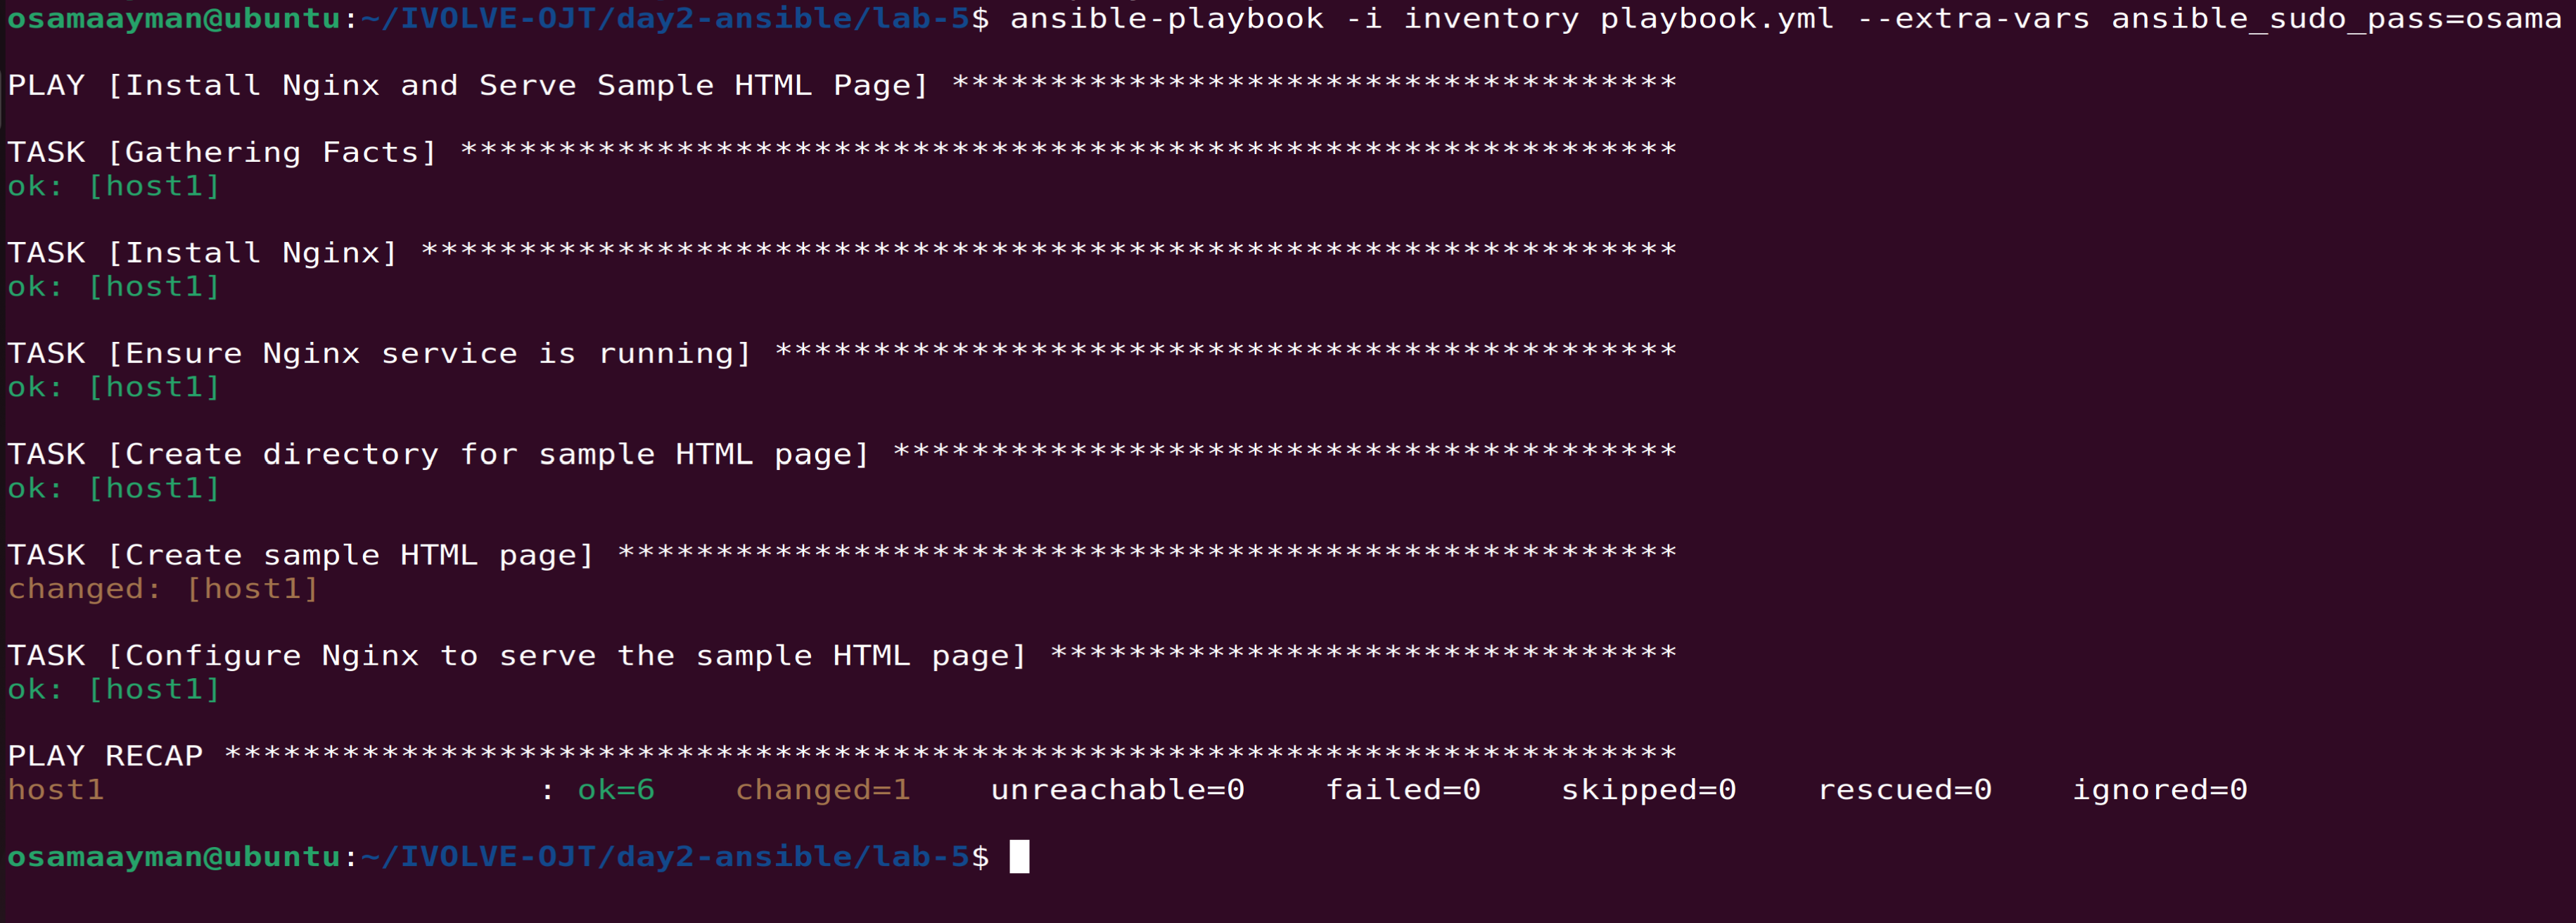 osamaayman@ubuntu:~/IVOLVE-OJT/day2-ansible/lab-5$ ansible-playbook -i inventory playbook.yml --extra-vars ansible_sudo_pass=osama
PLAY [Install Nginx and Serve Sample HTML Page] *************************************
TASK [Gathering Facts] **************************************************************
ok: [host1]
TASK [Install Nginx] ****************************************************************
ok: [host1]
TASK [Ensure Nginx service is running] **********************************************
ok: [host1]
TASK [Create directory for sample HTML page] ****************************************
ok: [host1]
TASK [Create sample HTML page] ******************************************************
changed: [host1]
TASK [Configure Nginx to serve the sample HTML page] ********************************
ok: [host1]
PLAY RECAP **************************************************************************
host1                      : ok=6    changed=1    unreachable=0    failed=0    skipped=0    rescued=0    ignored=0
osamaayman@ubuntu:~/IVOLVE-OJT/day2-ansible/lab-5$